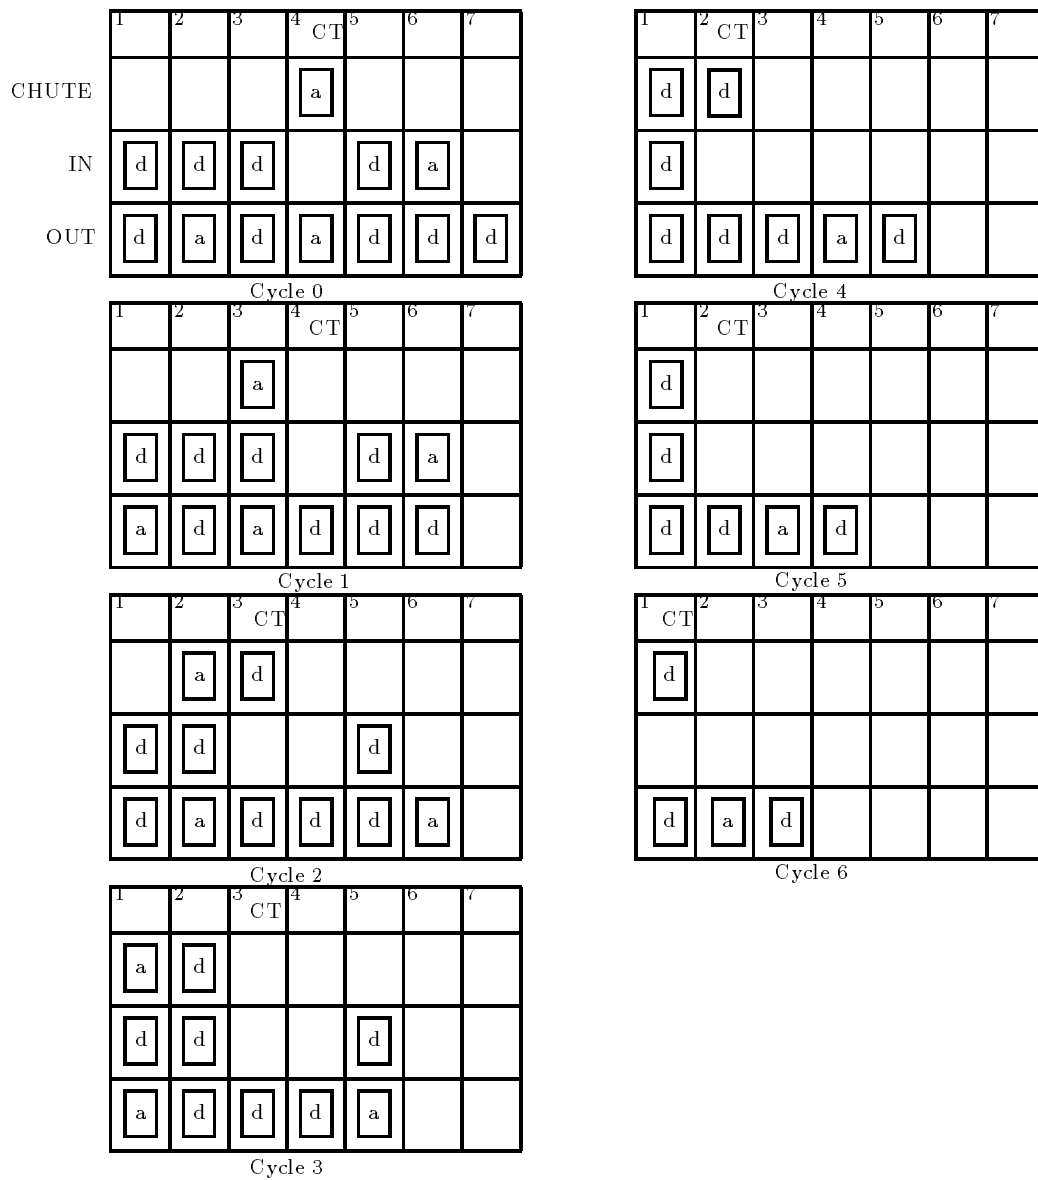 1 2 3 4 5 6 7
CT
CHUTE a
IN d d d d a
OUT d a d a d d d
Cycle 0
1 2 3 4 5 6 7
CT
a
d d d d a
a d a d d d
Cycle 1
1 2 3 4 5 6 7
CT
a d
d d d
d a d d d a
Cycle 2
1 2 3 4 5 6 7
CT
a d
d d d
a d d d a
Cycle 3
1 2 3 4 5 6 7
CT
d d
d
d d d a d
Cycle 4
1 2 3 4 5 6 7
CT
d
d
d d a d
Cycle 5
1 2 3 4 5 6 7
CT
d
d a d
Cycle 6